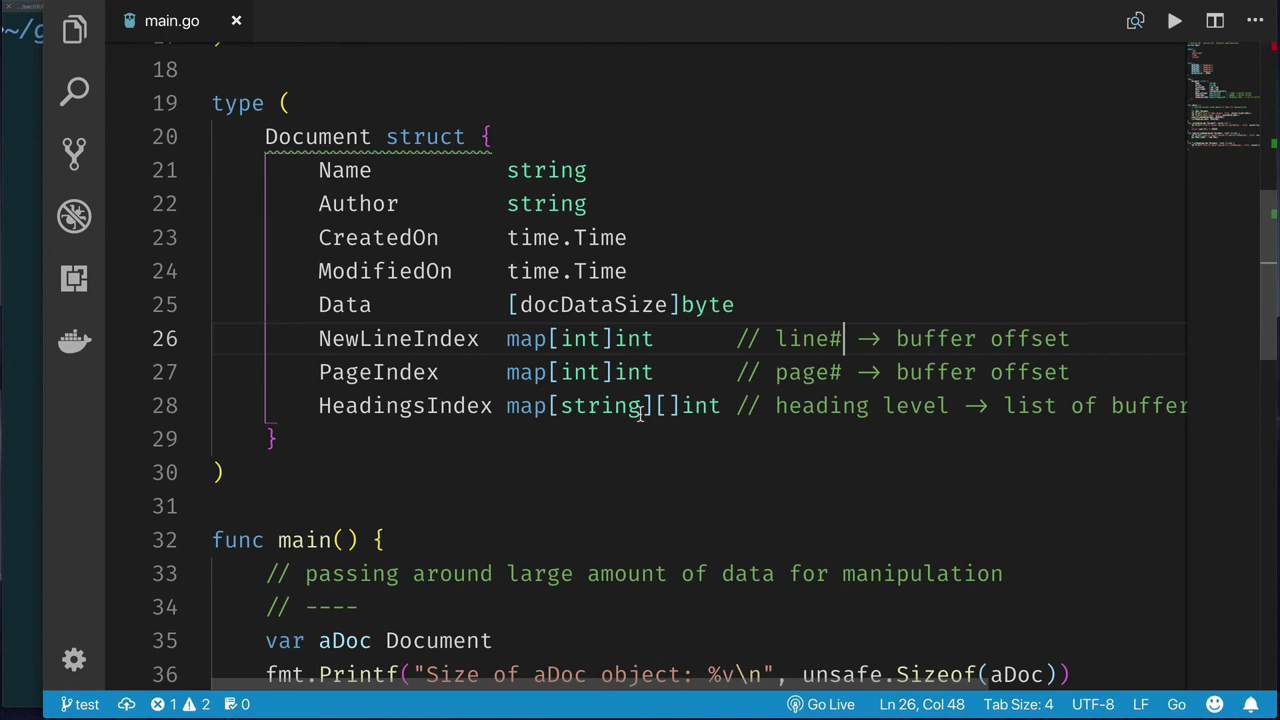 ~/g
main.go
18
19 type (
20 Document struct {
21 Name string
22 Author string
23 CreatedOn time.Time
24 ModifiedOn time.Time
25 Data [docDataSize]byte
26 NewLineIndex map[int]int // line# -> buffer offset
27 PageIndex map[int]int // page# -> buffer offset
28 HeadingsIndex map[string][]int // heading level -> list of buffer
29 }
30 )
31
32 func main() {
33 // passing around large amount of data for manipulation
34 // ----
35 var aDoc Document
36 fmt.Printf("Size of aDoc object: %v\n", unsafe.Sizeof(aDoc))
test 1 2 0 Go Live Ln 26, Col 48 Tab Size: 4 UTF-8 LF Go